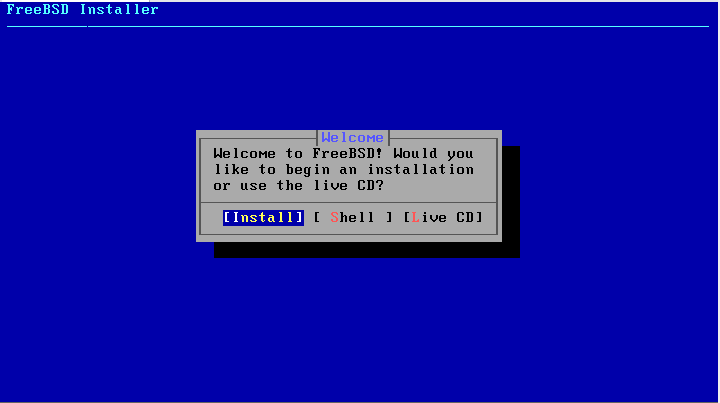 FreeBSD Installer
Welcome
Welcome to FreeBSD! Would you
like to begin an installation
or use the live CD?
[Install] [ Shell ] [Live CD]